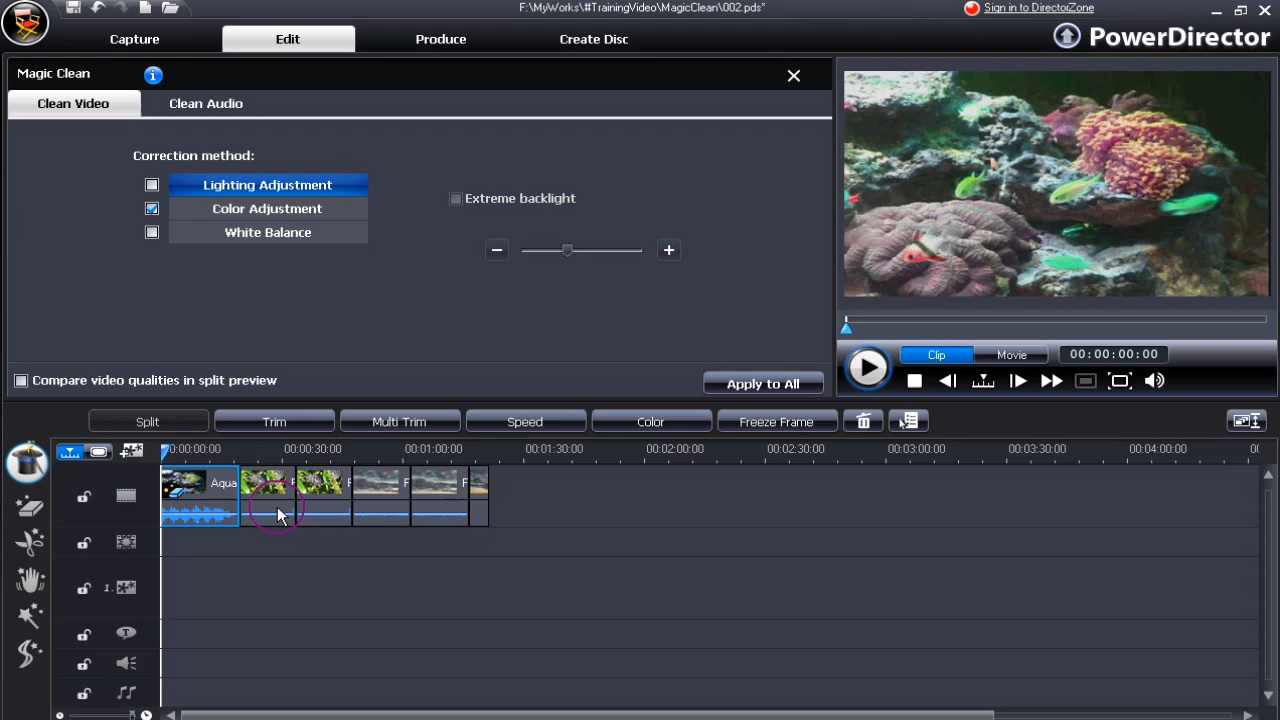 F:\MyWorks\#TrainingVideo\MagicClean\002.pds*
Sign in to DirectorZone
Capture
Edit
Produce
Create Disc
PowerDirector
Magic Clean
Clean Video
Clean Audio
Correction method:
Lighting Adjustment
Color Adjustment
White Balance
Extreme backlight
Compare video qualities in split preview
Apply to All
Clip
Movie
00:00:00:00
Split
Trim
Multi Trim
Speed
Color
Freeze Frame
00:00:00:00
00:00:30:00
00:01:00:00
00:01:30:00
00:02:00:00
00:02:30:00
00:03:00:00
00:03:30:00
00:04:00:00
Aqua
F
F
F
1.
T